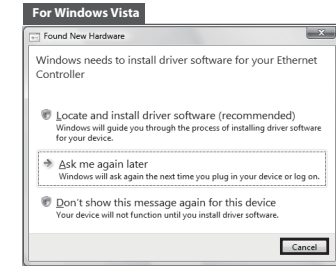 For Windows Vista
Found New Hardware
Windows needs to install driver software for your Ethernet
Controller
Locate and install driver software (recommended)
Windows will guide you through the process of installing driver software
for your device.
Ask me again later
Windows will ask again the next time you plug in your device or log on.
Don't show this message again for this device
Your device will not function until you install driver software.
Cancel